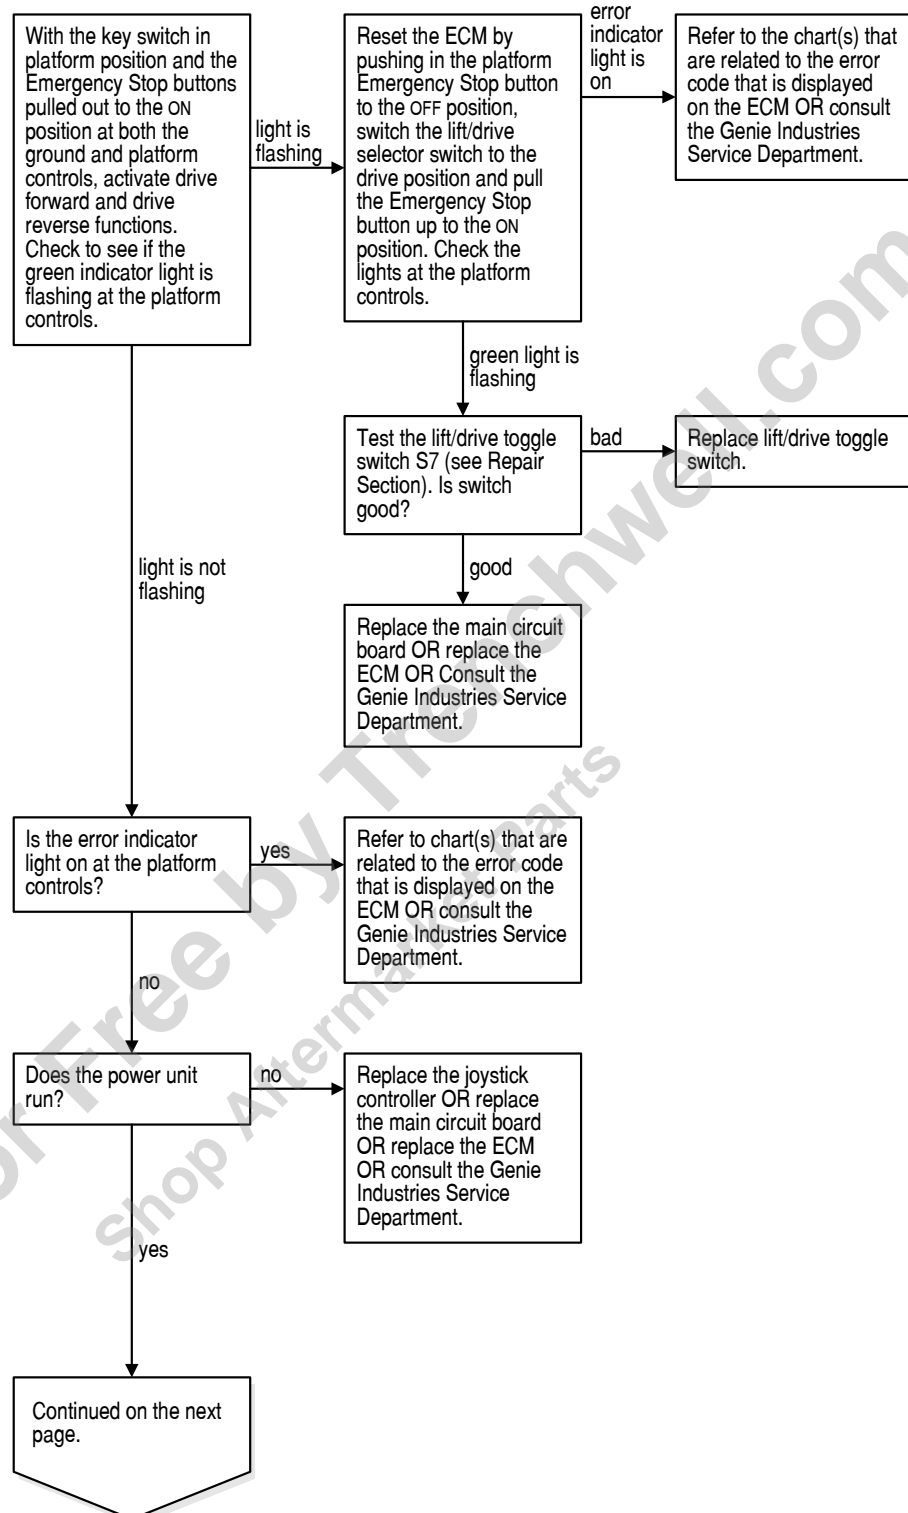 With the key switch in
platform position and the
Emergency Stop buttons
pulled out to the ON
position at both the
ground and platform
controls, activate drive
forward and drive
reverse functions.
Check to see if the
green indicator light is
flashing at the platform
controls.
light is
flashing
Reset the ECM by
pushing in the platform
Emergency Stop button
to the OFF position,
switch the lift/drive
selector switch to the
drive position and pull
the Emergency Stop
button up to the ON
position. Check the
lights at the platform
controls.
error
indicator
light is
on
Refer to the chart(s) that
are related to the error
code that is displayed
on the ECM OR consult
the Genie Industries
Service Department.
green light is
flashing
Test the lift/drive toggle
switch S7 (see Repair
Section). Is switch
good?
bad
Replace lift/drive toggle
switch.
good
Replace the main circuit
board OR replace the
ECM OR Consult the
Genie Industries Service
Department.
light is not
flashing
Is the error indicator
light on at the platform
controls?
yes
Refer to chart(s) that are
related to the error code
that is displayed on the
ECM OR consult the
Genie Industries Service
Department.
no
Does the power unit
run?
no
Replace the joystick
controller OR replace
the main circuit board
OR replace the ECM
OR consult the Genie
Industries Service
Department.
yes
Continued on the next
page.
or Free by Trenchwell.com
Shop Aftermarket Parts